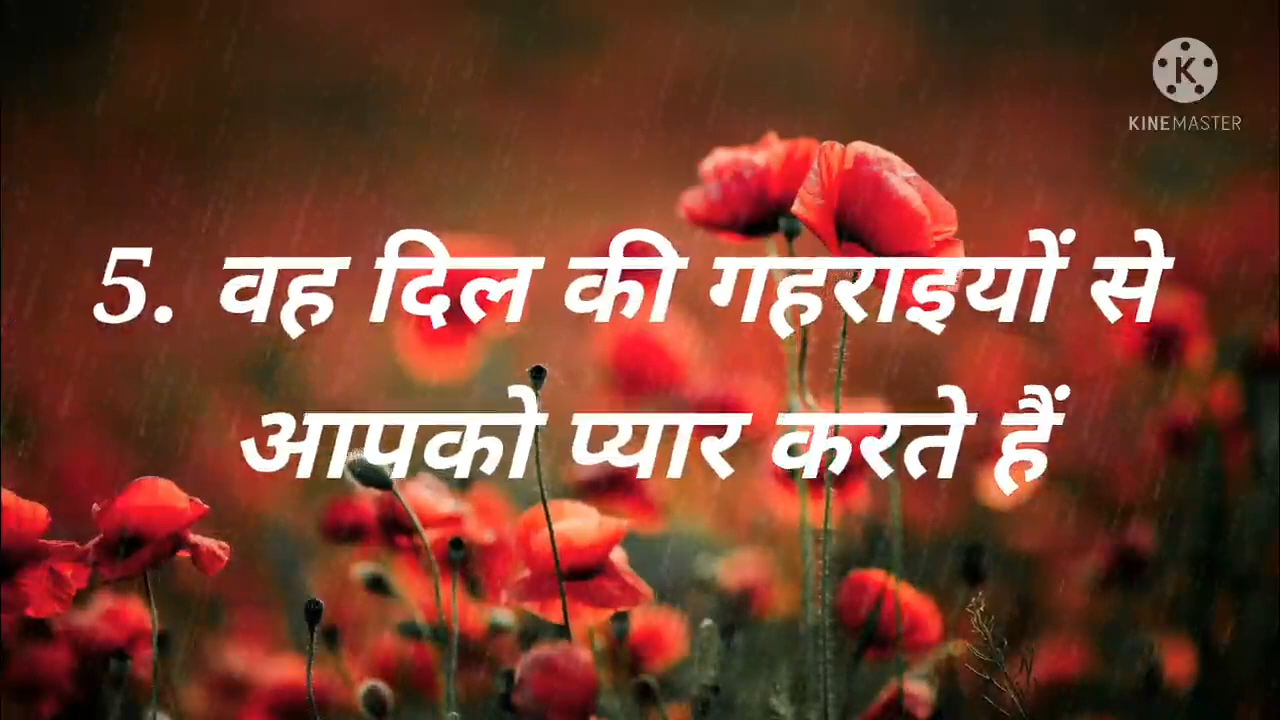 KINEMASTER
5. वह दिल की गहराइयों से
आपको प्यार करते हैं